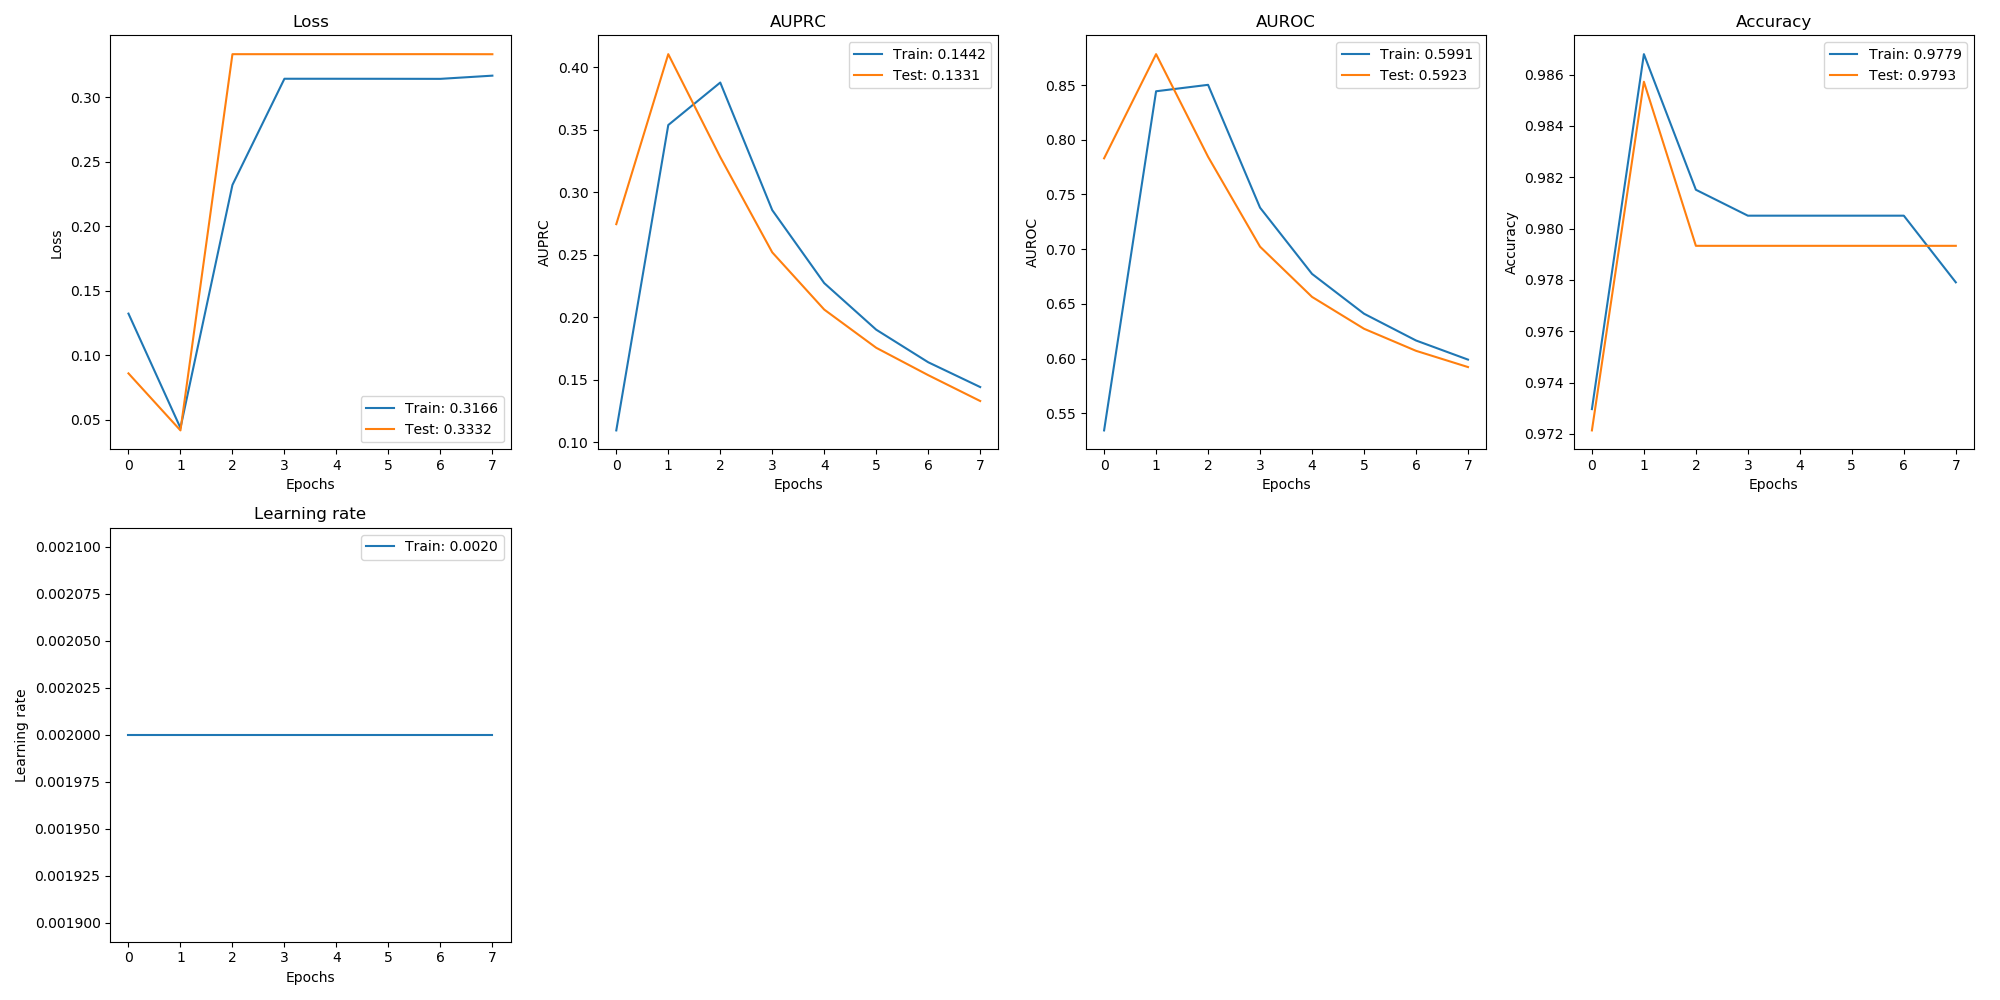 Loss
Loss
0.30
0.25
0.20
0.15
0.10
0.05
Train: 0.3166
Test: 0.3332
0 1 2 3 4 5 6 7
Epochs
AUPRC
AUPRC
0.40
0.35
0.30
0.25
0.20
0.15
0.10
Train: 0.1442
Test: 0.1331
0 1 2 3 4 5 6 7
Epochs
AUROC
AUROC
0.85
0.80
0.75
0.70
0.65
0.60
0.55
Train: 0.5991
Test: 0.5923
0 1 2 3 4 5 6 7
Epochs
Accuracy
Accuracy
0.986
0.984
0.982
0.980
0.978
0.976
0.974
0.972
Train: 0.9779
Test: 0.9793
0 1 2 3 4 5 6 7
Epochs
Learning rate
Learning rate
0.002100
0.002075
0.002050
0.002025
0.002000
0.001975
0.001950
0.001925
0.001900
Train: 0.0020
0 1 2 3 4 5 6 7
Epochs